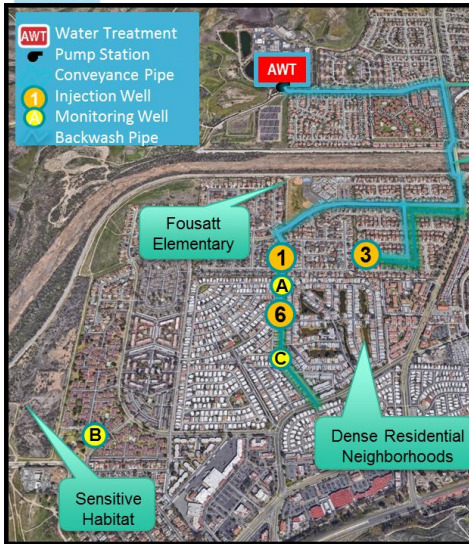 AWT Water Treatment
Pump Station
Conveyance Pipe
1 Injection Well
A Monitoring Well
Backwash Pipe
AWT
Fousatt
Elementary
1
3
A
6
C
B
Dense Residential
Neighborhoods
Sensitive
Habitat